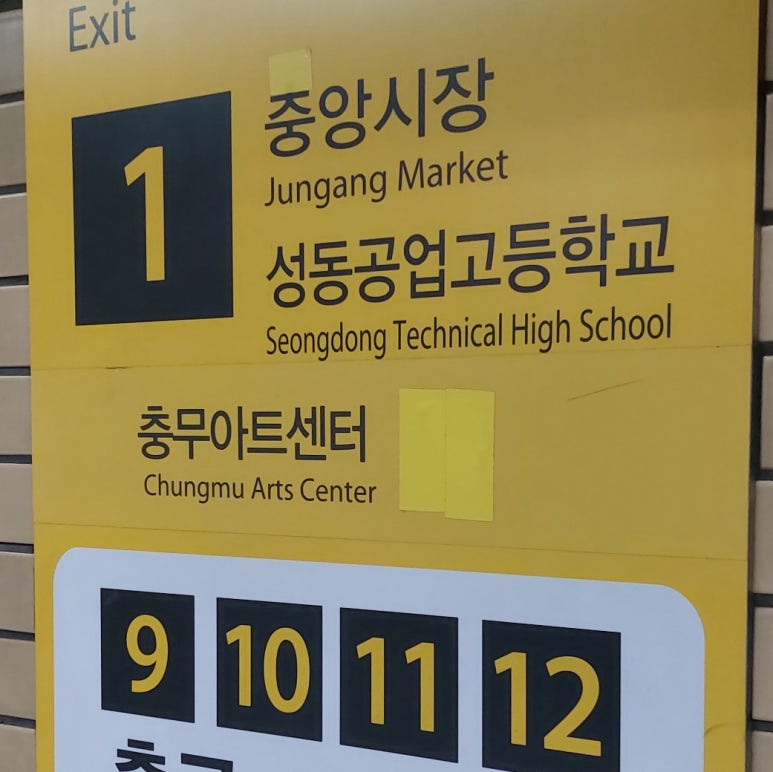 Exit
1
중앙시장
Jungang Market
성동공업고등학교
Seongdong Technical High School
충무아트센터
Chungmu Arts Center
9 10 11 12